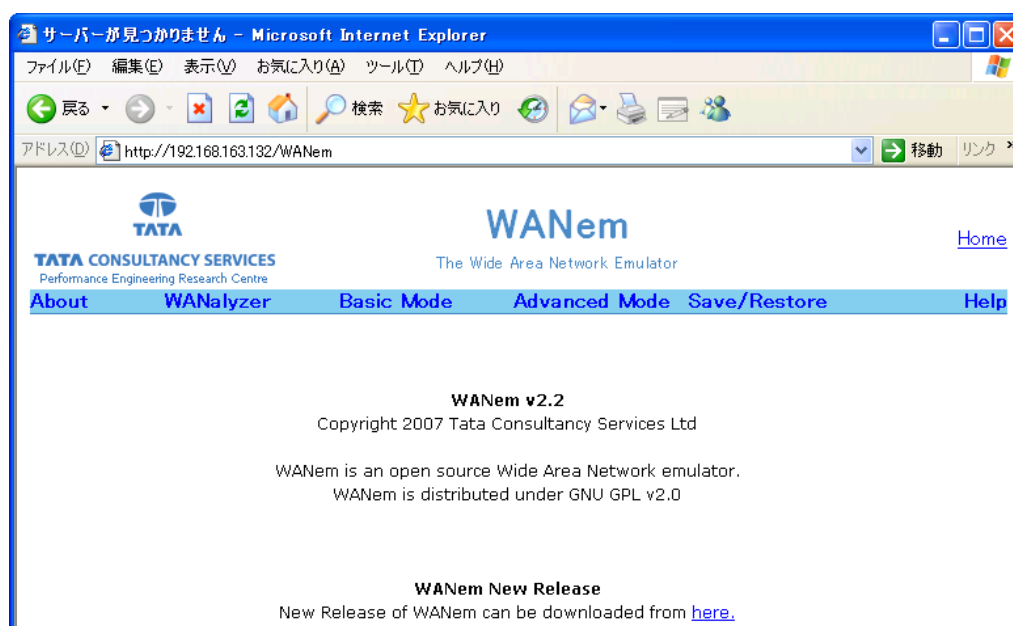 サーバーが見つかりません - Microsoft Internet Explorer
ファイル(F) 編集(E) 表示(V) お気に入り(A) ツール(T) ヘルプ(H)
戻る 検索 お気に入り
アドレス(D) http://192.168.163.132/WANem 移動 リンク »
TATA
TATA CONSULTANCY SERVICES
Performance Engineering Research Centre
WANem
The Wide Area Network Emulator
Home
About WANalyzer Basic Mode Advanced Mode Save/Restore Help
WANem v2.2
Copyright 2007 Tata Consultancy Services Ltd
WANem is an open source Wide Area Network emulator.
WANem is distributed under GNU GPL v2.0
WANem New Release
New Release of WANem can be downloaded from here.